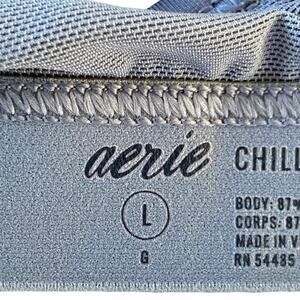 aerie CHILL
L
G
BODY: 87%
CORPS: 87
MADE IN V
RN 54485